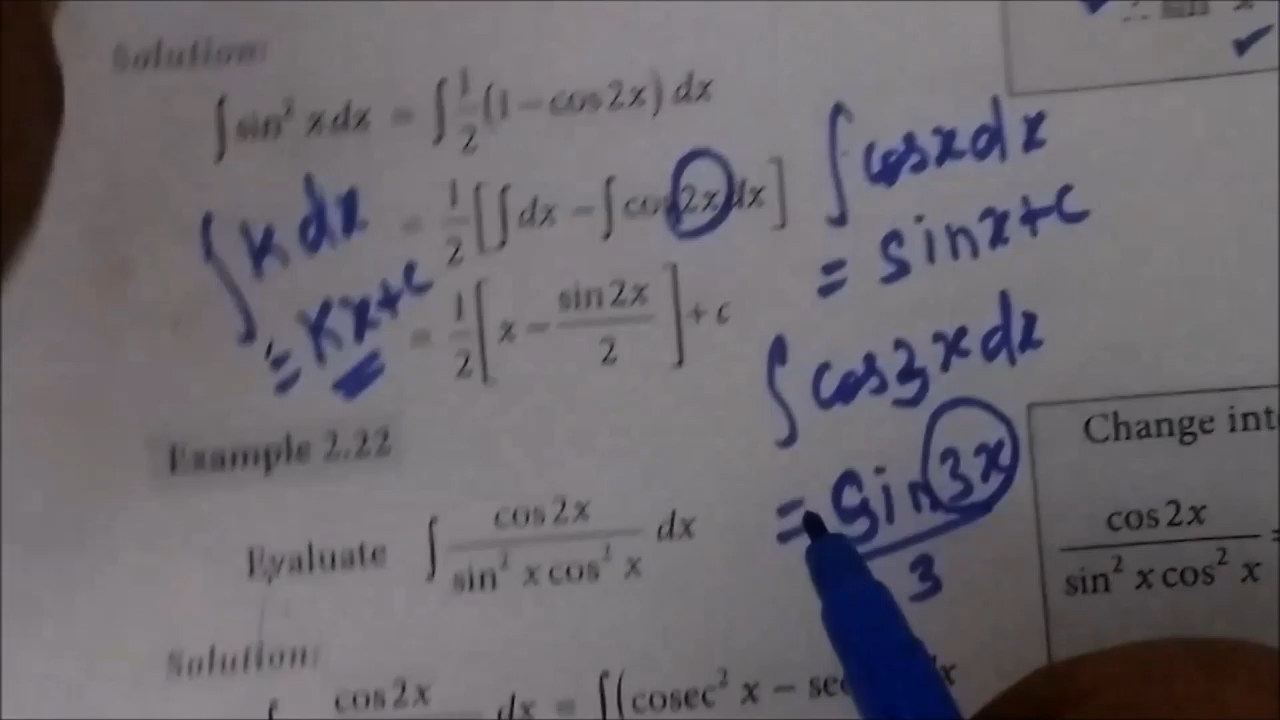 Solution:
∫ sin² x dx = ∫ 1/2 (1 − cos 2x) dx
= 1/2 [∫ dx − ∫ cos 2x dx]
= 1/2 [x − sin 2x / 2] + c
∫ K dx
= Kx + c
∫ cos x dx
= sin x + c
∫ cos 3x dx
= sin 3x / 3
Example 2.22
Evaluate ∫ cos 2x / sin² x cos² x dx
Solution:
cos 2x dx = ∫(cosec² x −
Change int
cos 2x / sin² x cos² x =